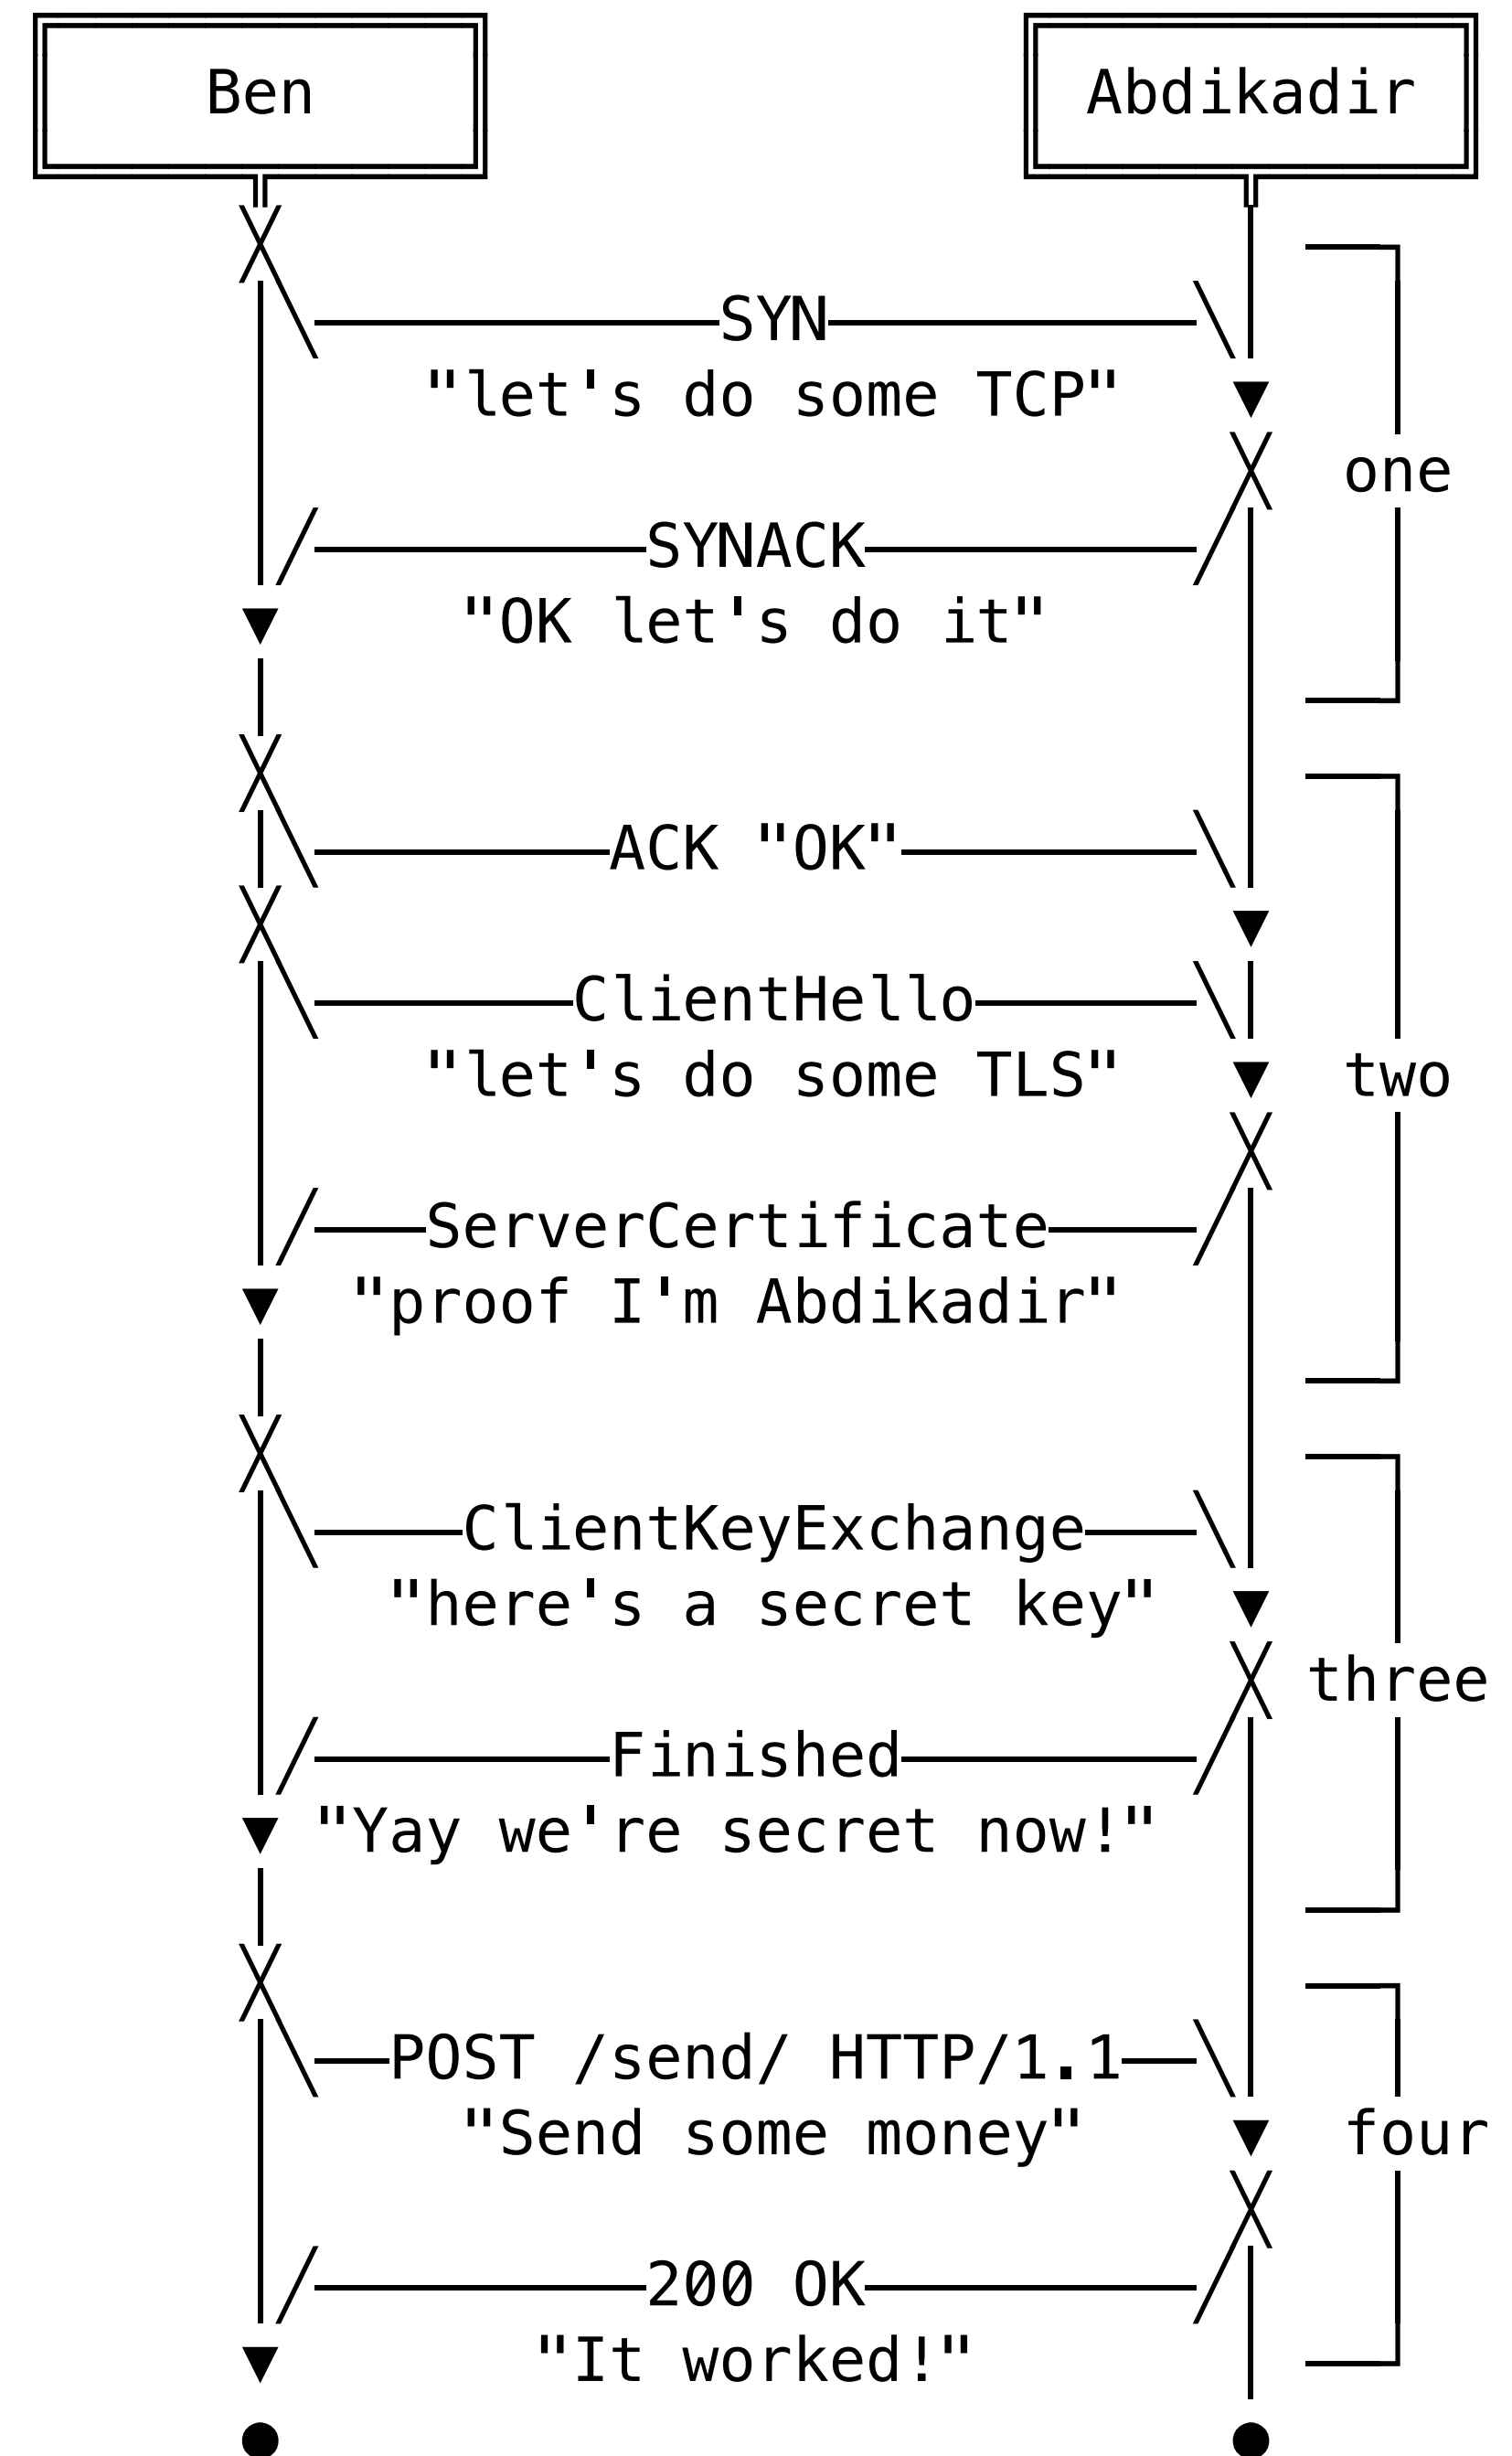 Ben
Abdikadir
SYN
"let's do some TCP"
one
SYNACK
"OK let's do it"
ACK "OK"
ClientHello
"let's do some TLS"
two
ServerCertificate
"proof I'm Abdikadir"
ClientKeyExchange
"here's a secret key"
three
Finished
"Yay we're secret now!"
POST /send/ HTTP/1.1
"Send some money"
four
200 OK
"It worked!"